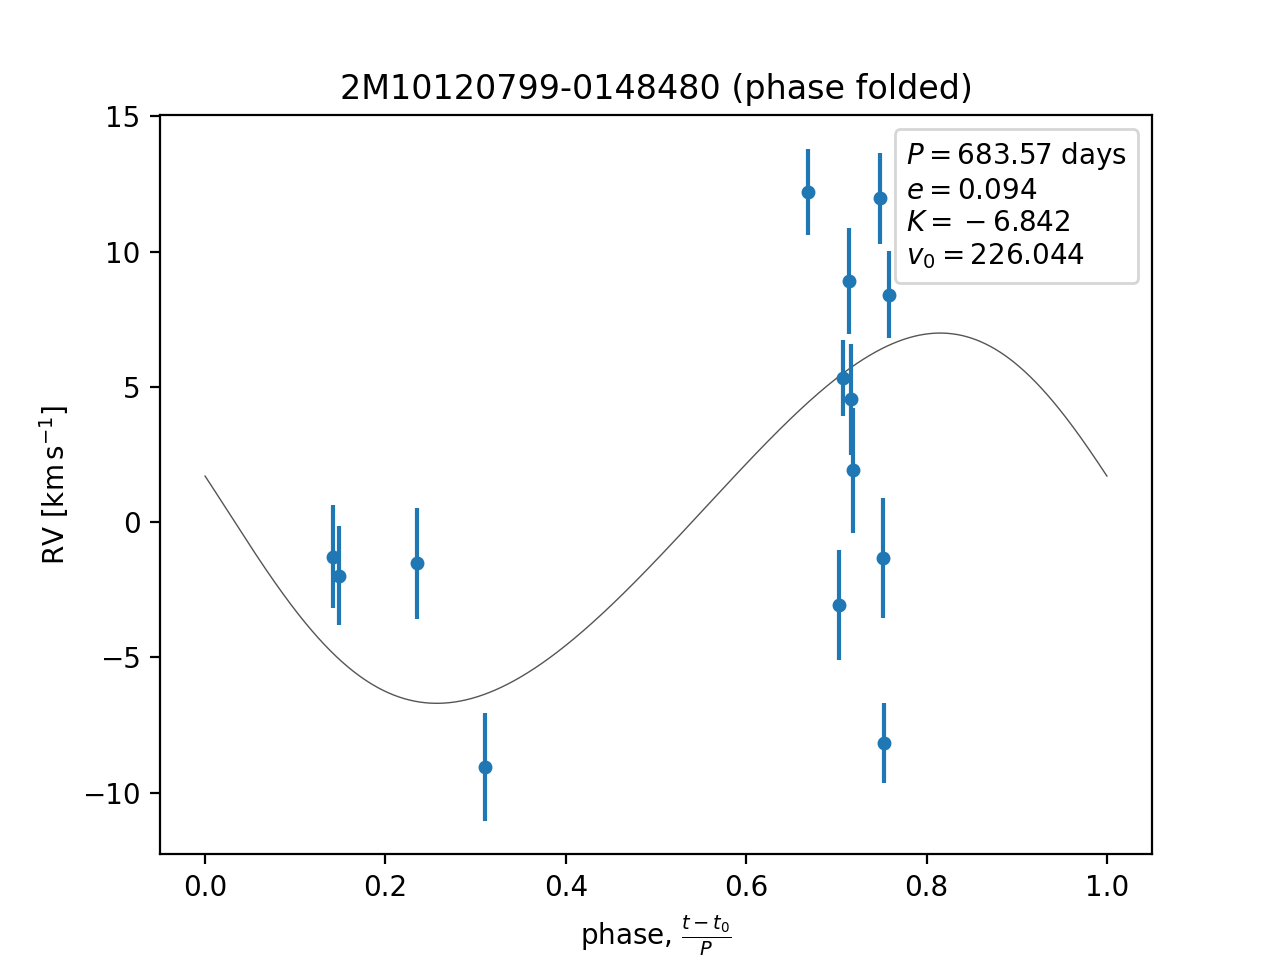 2M10120799-0148480 (phase folded)
P = 683.57 days
e = 0.094
K = −6.842
v₀ = 226.044
RV [km s⁻¹]
15
10
5
0
−5
−10
0.0 0.2 0.4 0.6 0.8 1.0
phase, (t − t₀)/P